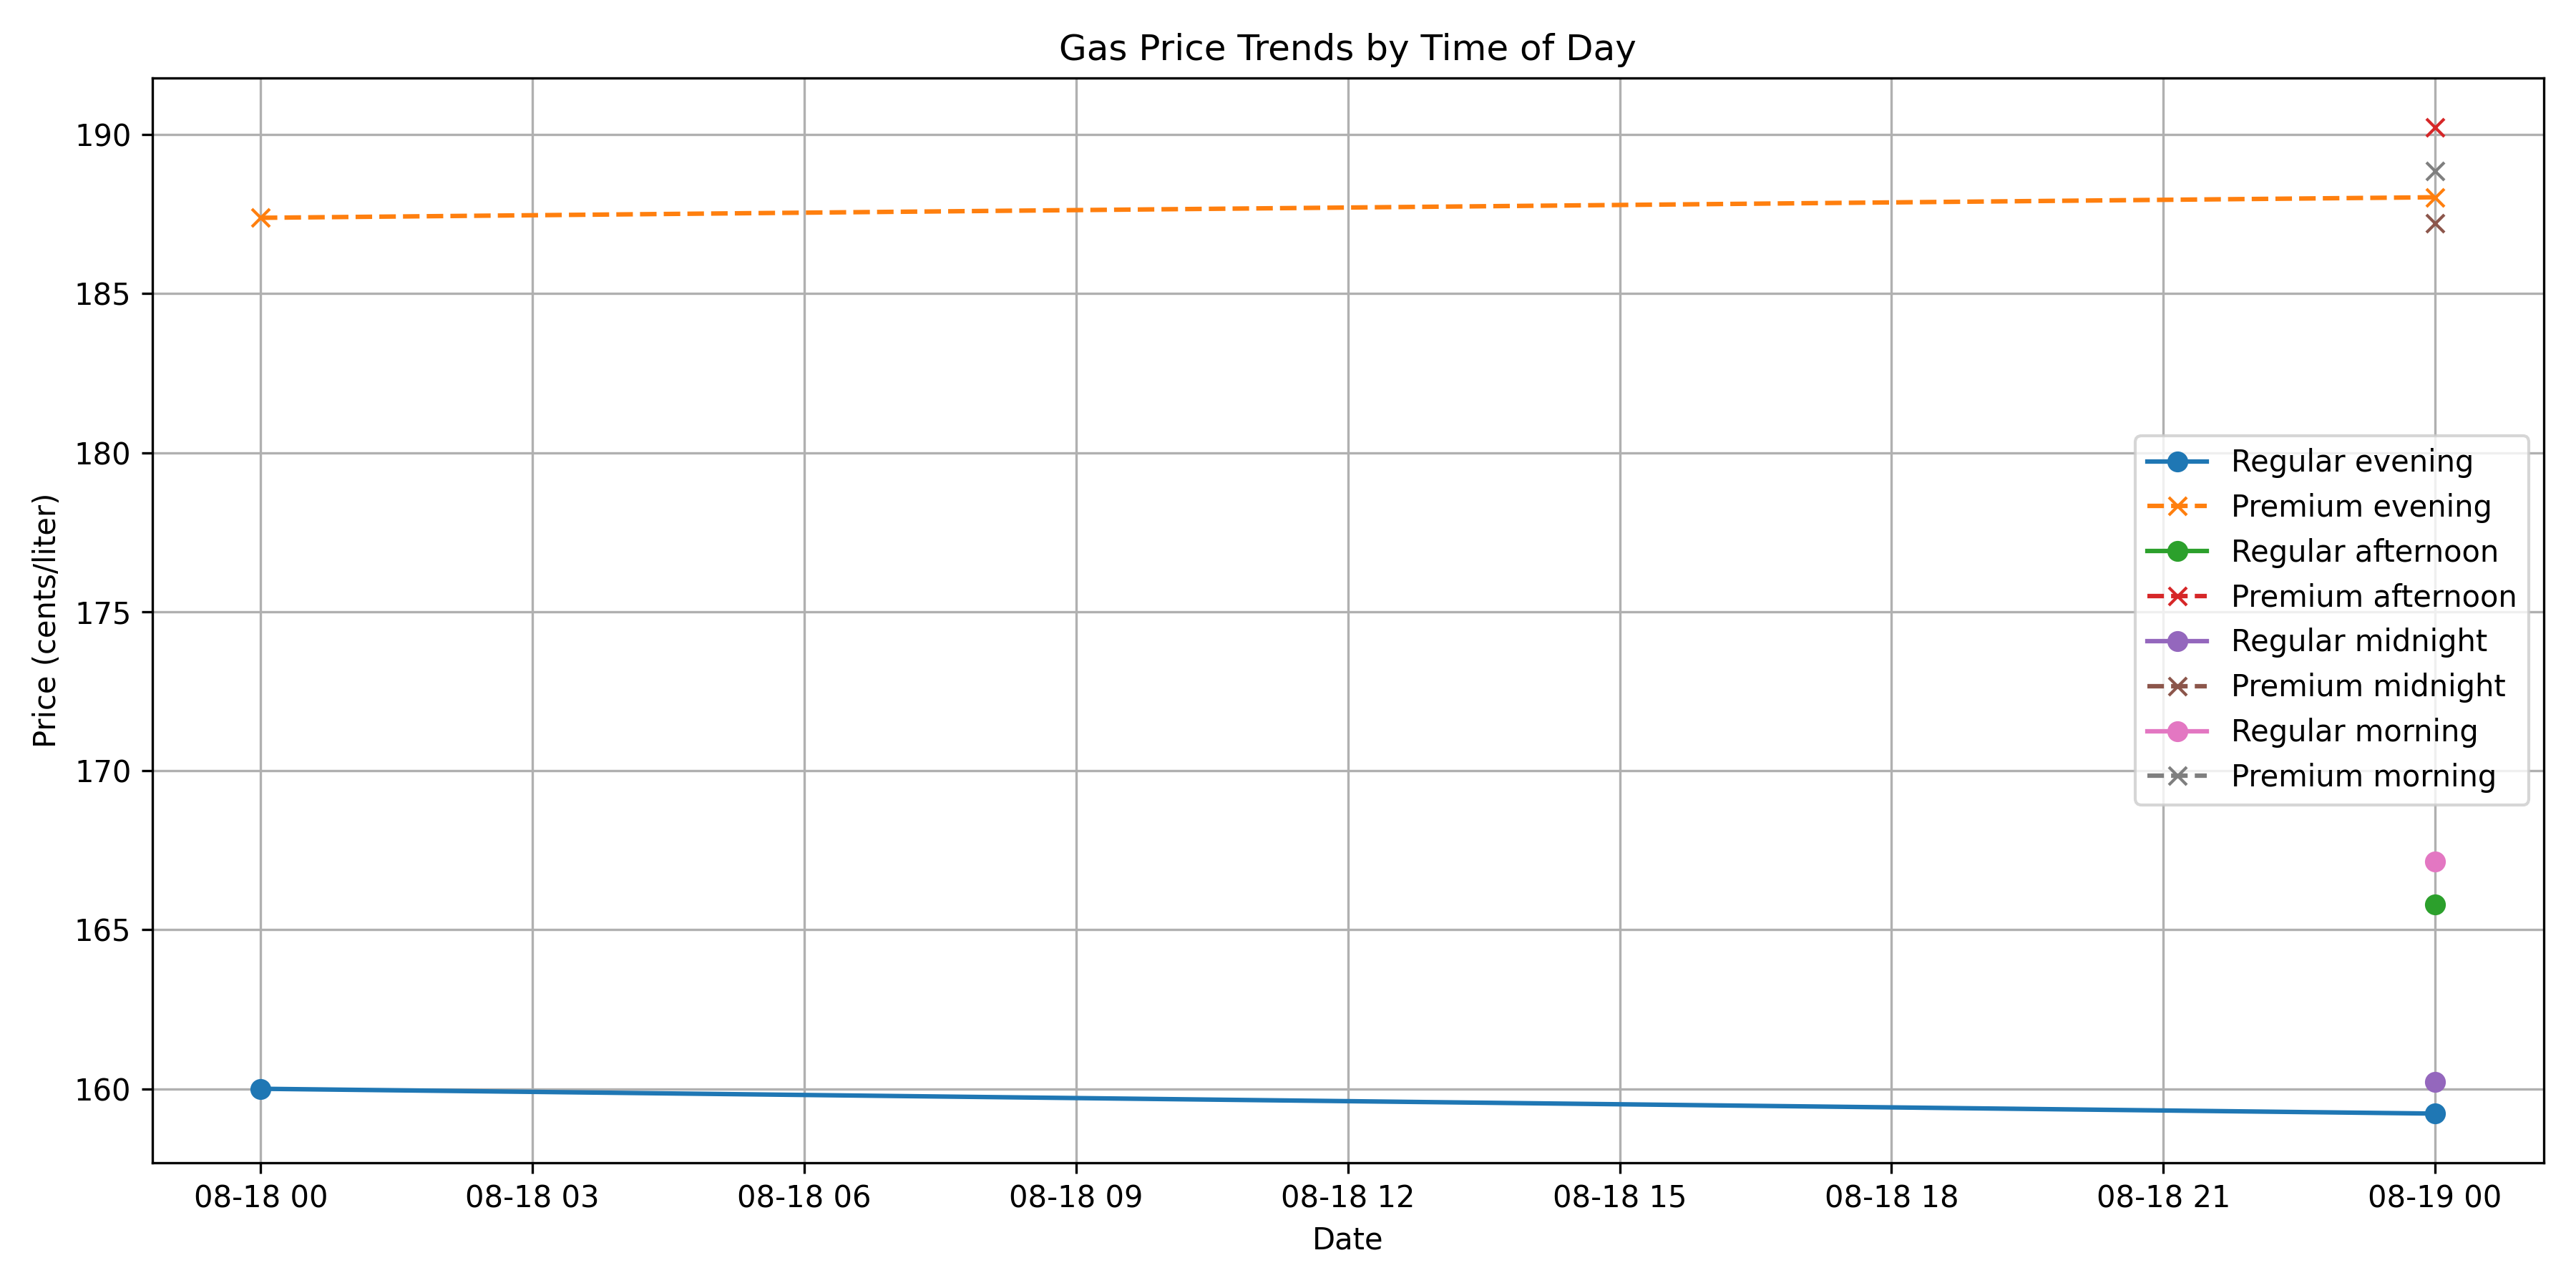 Gas Price Trends by Time of Day
190
185
180
175
170
165
160
Price (cents/liter)
Regular evening
Premium evening
Regular afternoon
Premium afternoon
Regular midnight
Premium midnight
Regular morning
Premium morning
08-18 00
08-18 03
08-18 06
08-18 09
08-18 12
08-18 15
08-18 18
08-18 21
08-19 00
Date